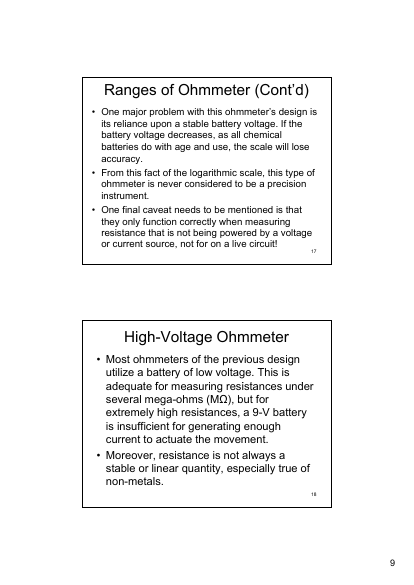 Ranges of Ohmmeter (Cont'd)
• One major problem with this ohmmeter's design is
its reliance upon a stable battery voltage. If the
battery voltage decreases, as all chemical
batteries do with age and use, the scale will lose
accuracy.
• From this fact of the logarithmic scale, this type of
ohmmeter is never considered to be a precision
instrument.
• One final caveat needs to be mentioned is that
they only function correctly when measuring
resistance that is not being powered by a voltage
or current source, not for on a live circuit!
17
High-Voltage Ohmmeter
• Most ohmmeters of the previous design
utilize a battery of low voltage. This is
adequate for measuring resistances under
several mega-ohms (MΩ), but for
extremely high resistances, a 9-V battery
is insufficient for generating enough
current to actuate the movement.
• Moreover, resistance is not always a
stable or linear quantity, especially true of
non-metals.
18
9